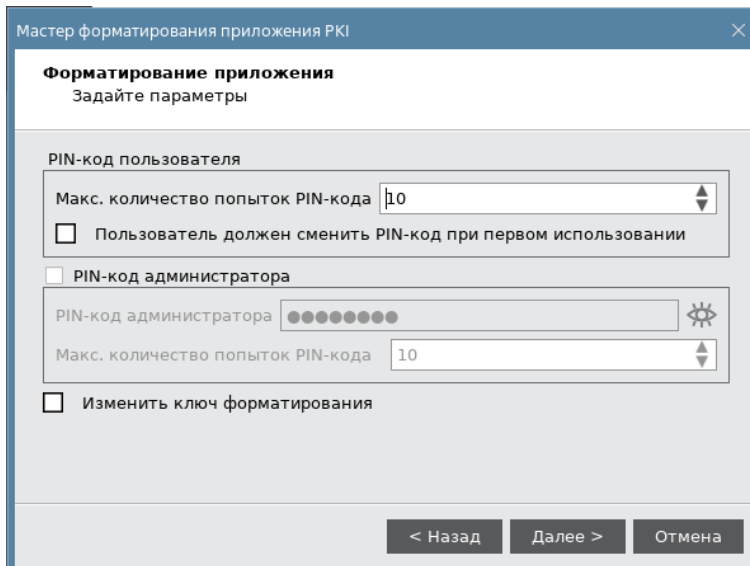 Мастер форматирования приложения PKI
Форматирование приложения
Задайте параметры
PIN-код пользователя
Макс. количество попыток PIN-кода 10
Пользователь должен сменить PIN-код при первом использовании
PIN-код администратора
PIN-код администратора ●●●●●●●●
Макс. количество попыток PIN-кода 10
Изменить ключ форматирования
< Назад Далее > Отмена